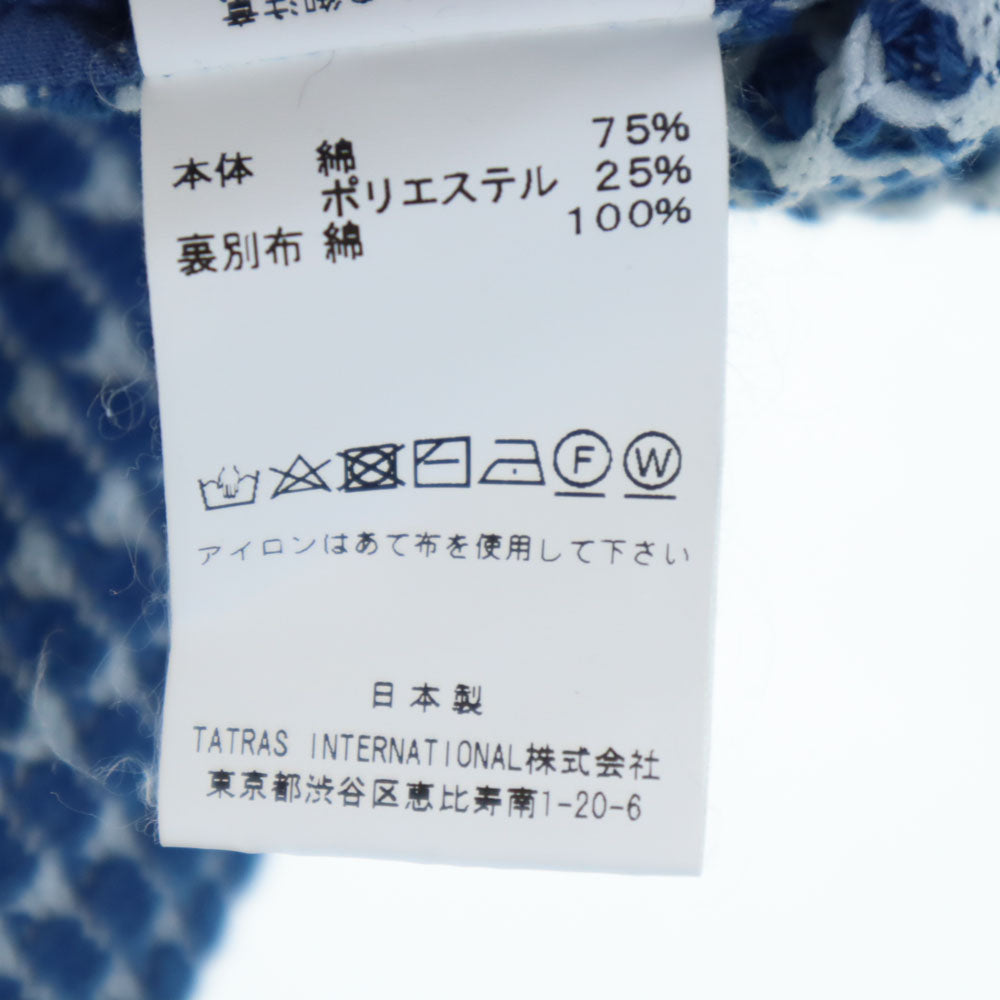 本体 綿 75%
ポリエステル 25%
裏別布 綿 100%
F W
アイロンはあて布を使用して下さい
日本製
TATRAS INTERNATIONAL株式会社
東京都渋谷区恵比寿南1-20-6